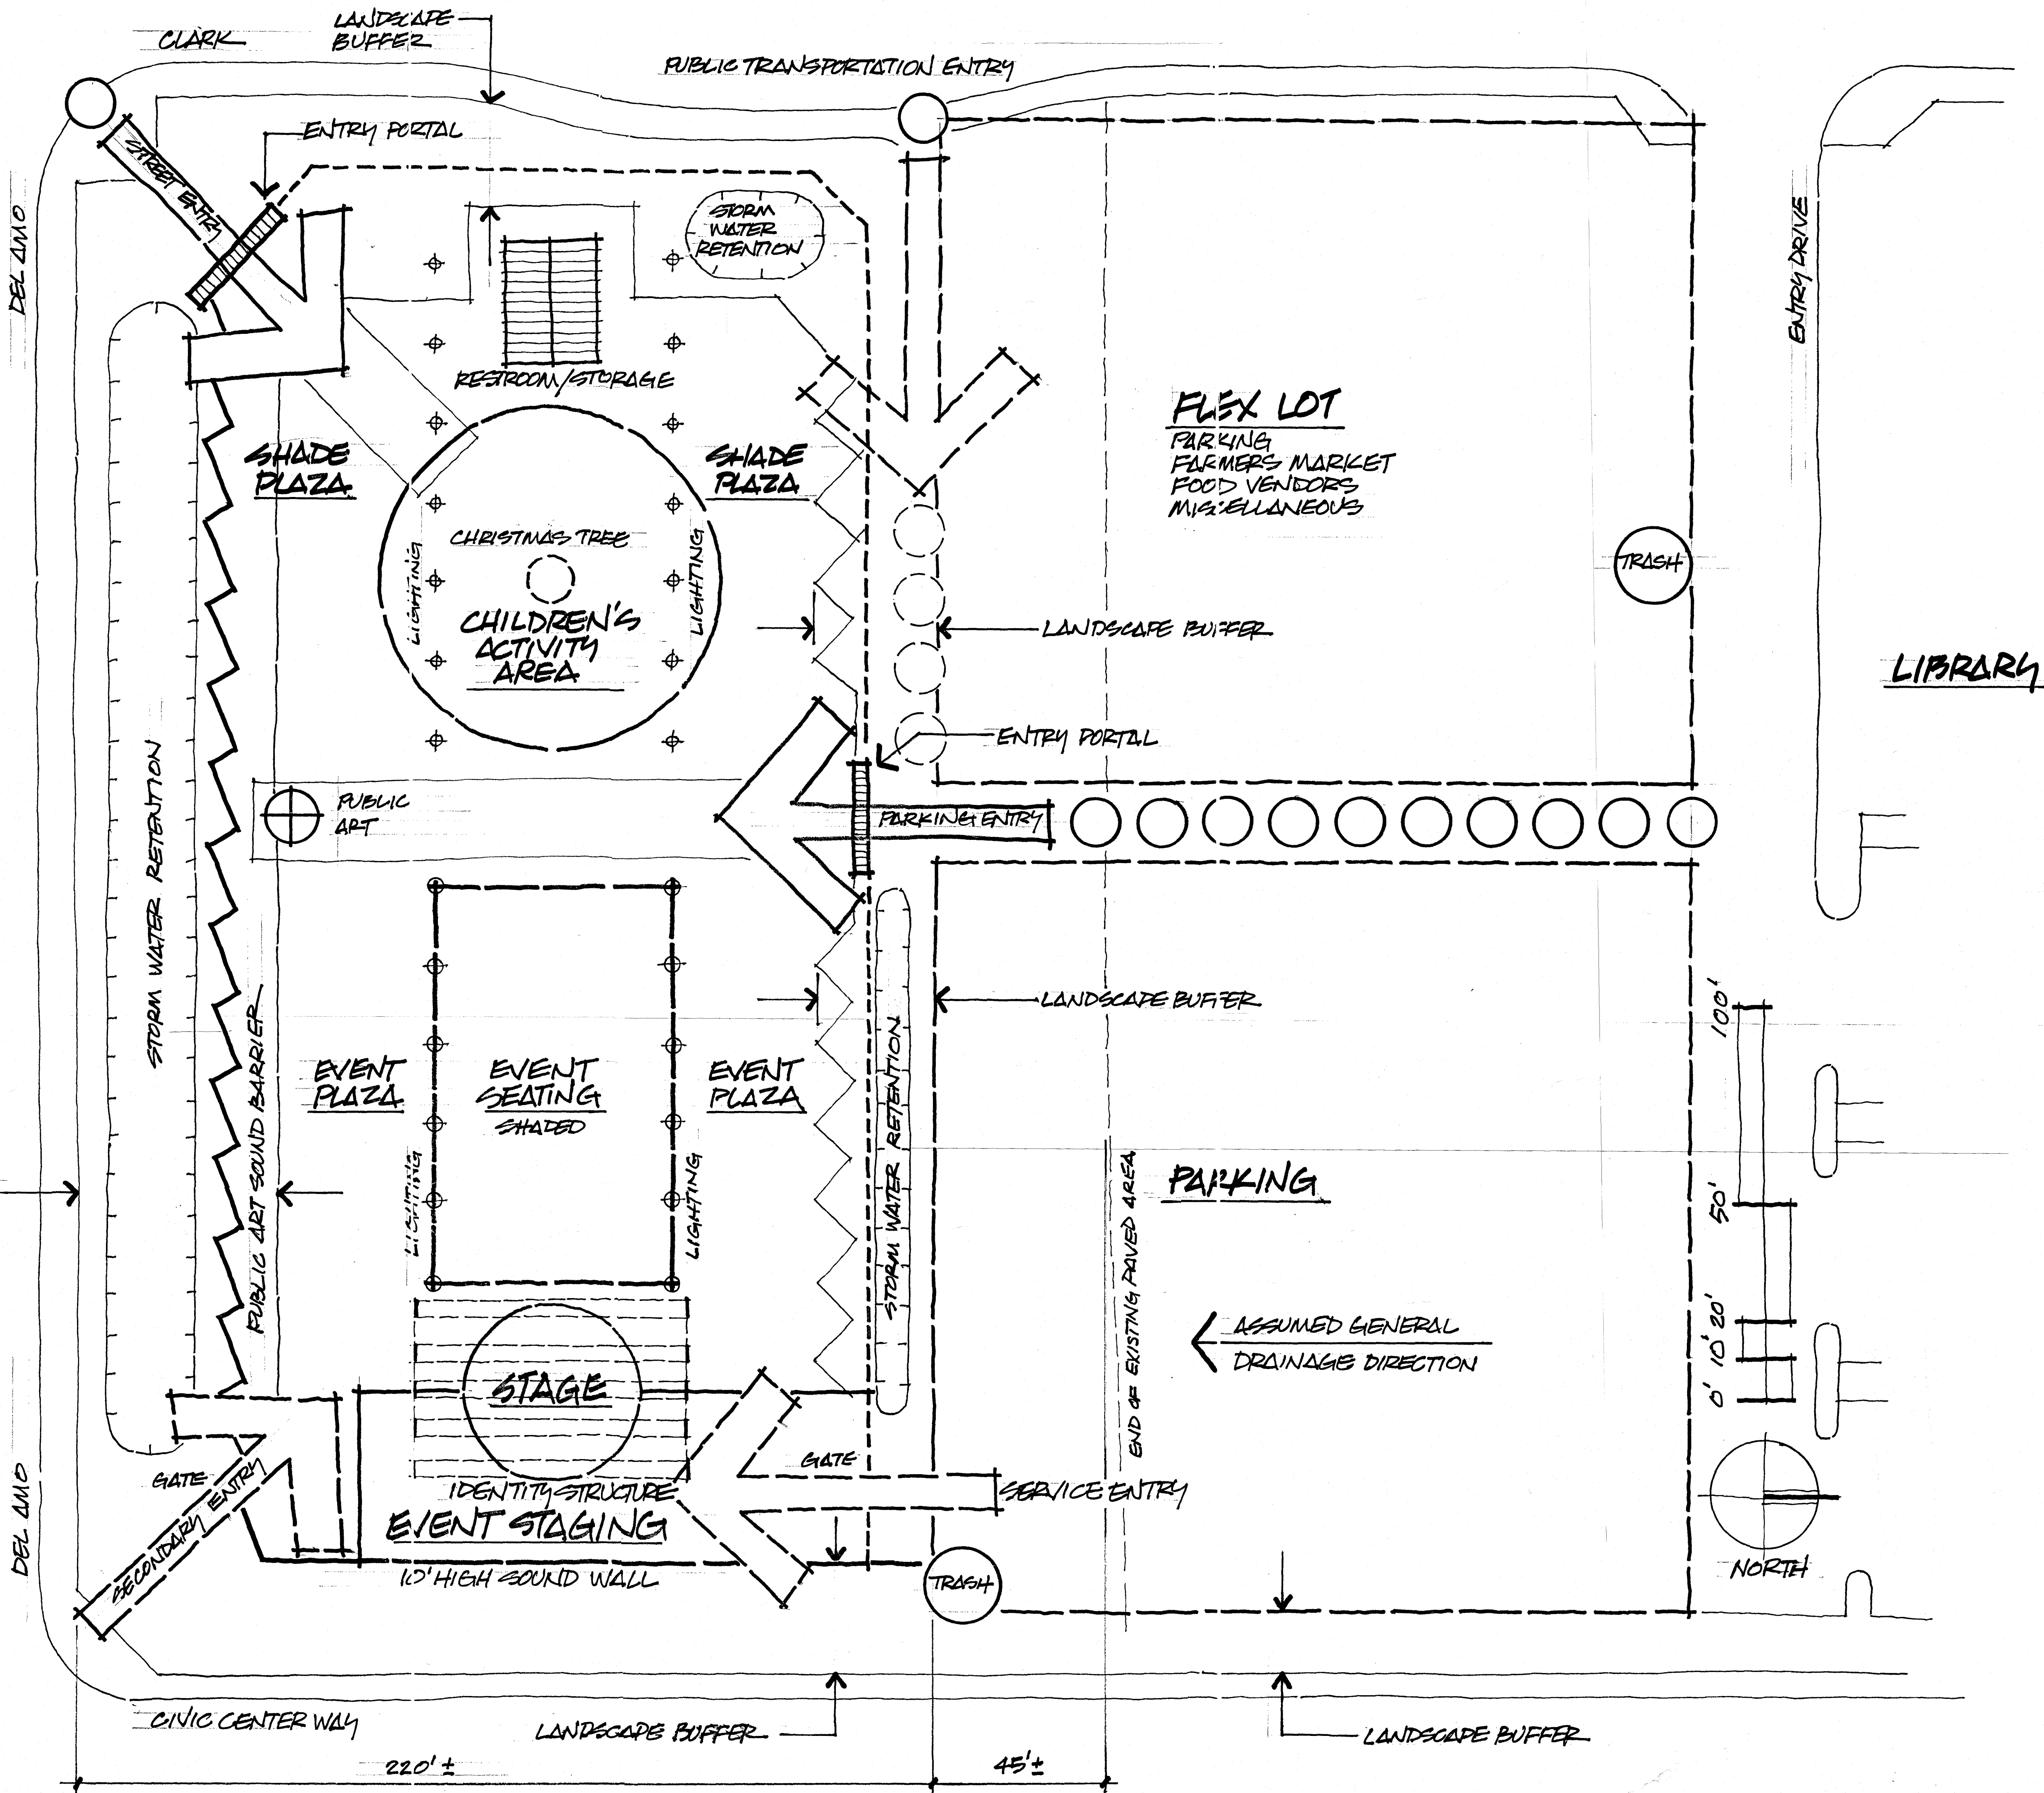 CLARK
LANDSCAPE
BUFFER
PUBLIC TRANSPORTATION ENTRY
ENTRY PORTAL
STREET ENTRY
DEL AMO
STORM
WATER
RETENTION
ENTRY DRIVE
RESTROOM/STORAGE
FLEX LOT
PARKING
FARMERS MARKET
FOOD VENDORS
MISCELLANEOUS
SHADE
PLAZA
SHADE
PLAZA
CHRISTMAS TREE
LIGHTING
LIGHTING
TRASH
CHILDREN'S
ACTIVITY
AREA
LANDSCAPE BUFFER
LIBRARY
ENTRY PORTAL
STORM WATER RETENTION
PUBLIC
ART
PARKING ENTRY
LANDSCAPE BUFFER
100'
EVENT
PLAZA
EVENT
SEATING
SHADED
EVENT
PLAZA
STORM WATER RETENTION
PUBLIC ART SOUND BARRIER
LIGHTING
LIGHTING
END OF EXISTING PAVED AREA
PARKING
50'
20'
10'
0'
ASSUMED GENERAL
DRAINAGE DIRECTION
STAGE
GATE
GATE
SECONDARY ENTRY
IDENTITY STRUCTURE
SERVICE ENTRY
EVENT STAGING
DEL AMO
10' HIGH SOUND WALL
TRASH
NORTH
CIVIC CENTER WAY
LANDSCAPE BUFFER
LANDSCAPE BUFFER
220'±
45'±